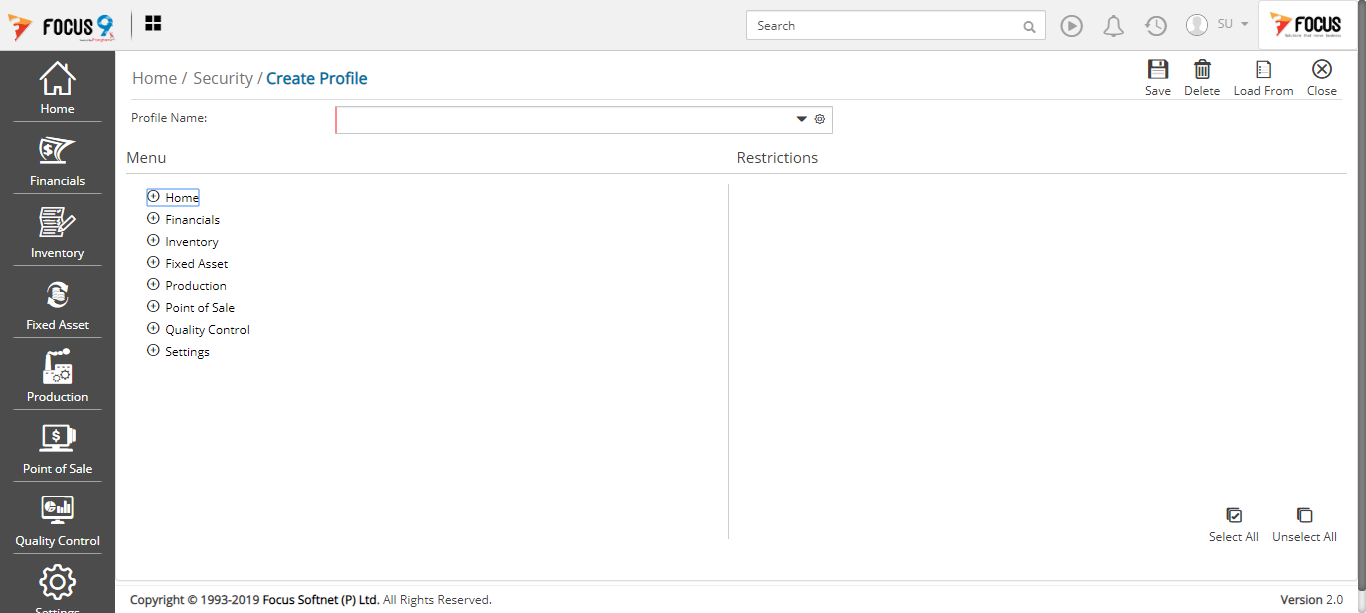 FOCUS 9
Search
SU
FOCUS
Home
Financials
Inventory
Fixed Asset
Production
Point of Sale
Quality Control
Settings
Home / Security / Create Profile
Save
Delete
Load From
Close
Profile Name:
Menu
Restrictions
Home
Financials
Inventory
Fixed Asset
Production
Point of Sale
Quality Control
Settings
Select All
Unselect All
Copyright © 1993-2019 Focus Softnet (P) Ltd. All Rights Reserved.
Version 2.0